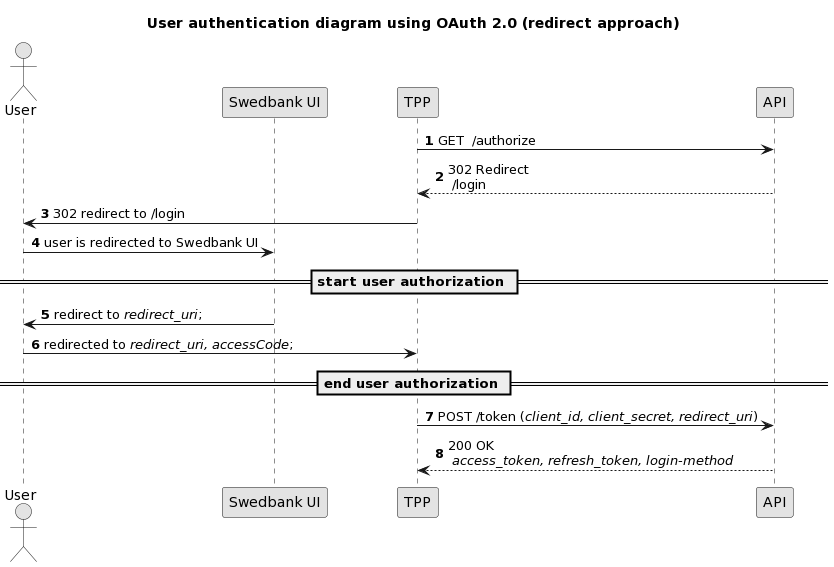 User authentication diagram using OAuth 2.0 (redirect approach)
User
Swedbank UI
TPP
API
1 GET  /authorize
2 302 Redirect
/login
3 302 redirect to /login
4 user is redirected to Swedbank UI
start user authorization
5 redirect to redirect_uri;
6 redirected to redirect_uri, accessCode;
end user authorization
7 POST /token (client_id, client_secret, redirect_uri)
8 200 OK
access_token, refresh_token, login-method
User
Swedbank UI
TPP
API